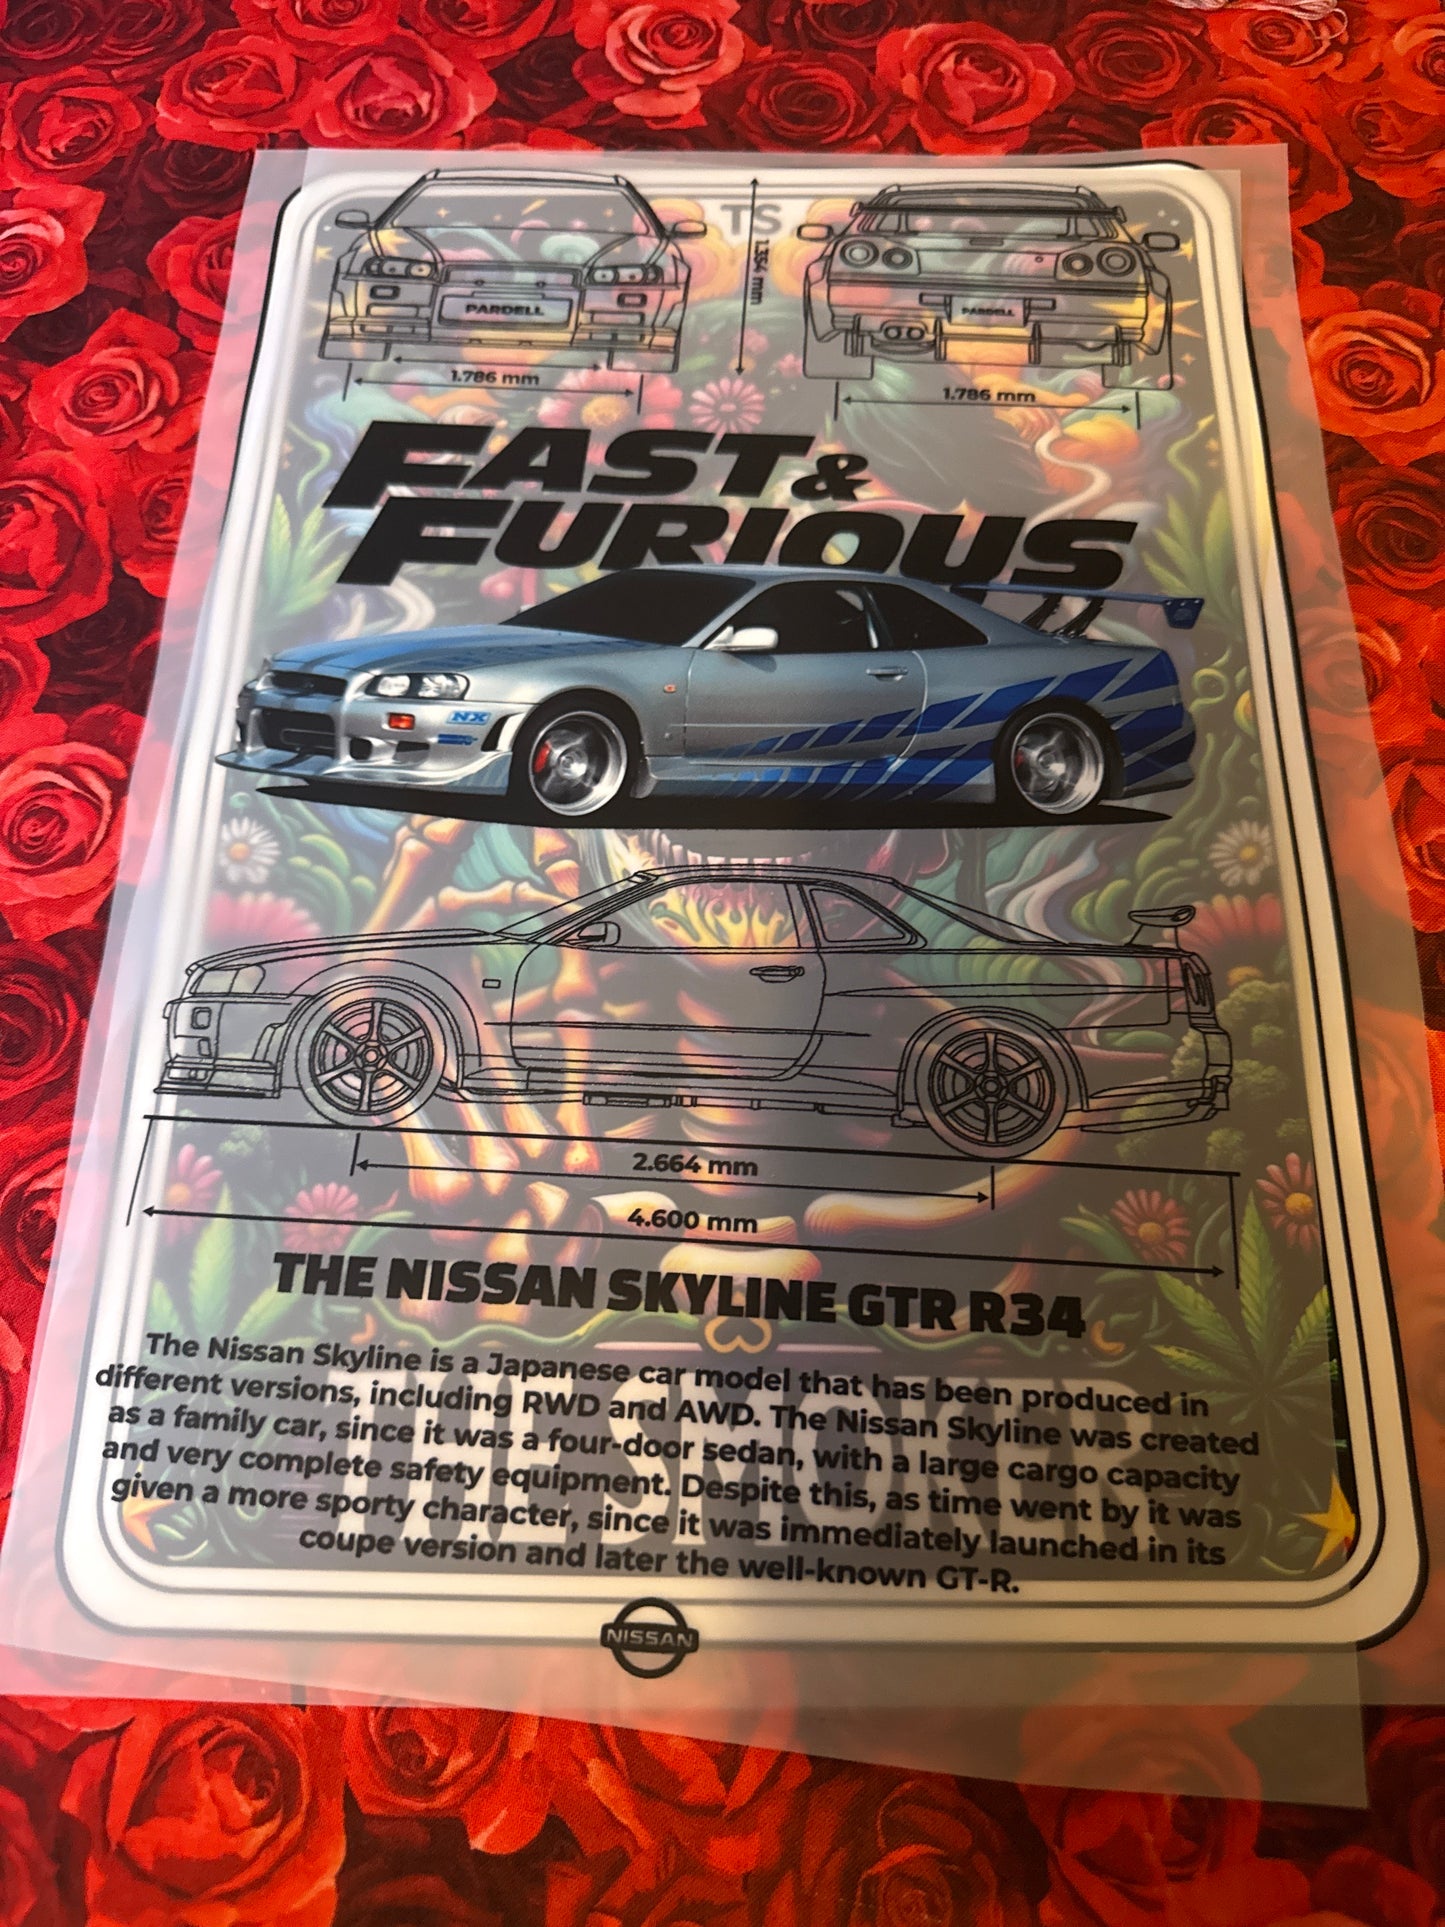 TS
1.354 mm
PARDELL
PARDELL
1.786 mm
1.786 mm
FAST &
FURIOUS
NX
2.664 mm
4.600 mm
THE NISSAN SKYLINE GTR R34
The Nissan Skyline is a Japanese car model that has been produced in
different versions, including RWD and AWD. The Nissan Skyline was created
as a family car, since it was a four-door sedan, with a large cargo capacity
and very complete safety equipment. Despite this, as time went by it was
given a more sporty character, since it was immediately launched in its
coupe version and later the well-known GT-R.
THE SMOKER
NISSAN